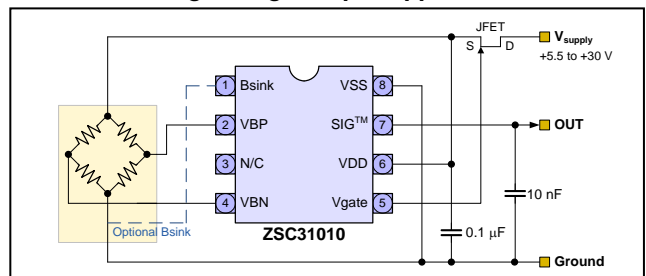 JFET
S
D
Vsupply
+5.5 to +30 V
1
Bsink
VSS
8
2
VBP
SIG™
7
OUT
3
N/C
VDD
6
4
VBN
Vgate
5
10 nF
Optional Bsink
ZSC31010
0.1 µF
Ground